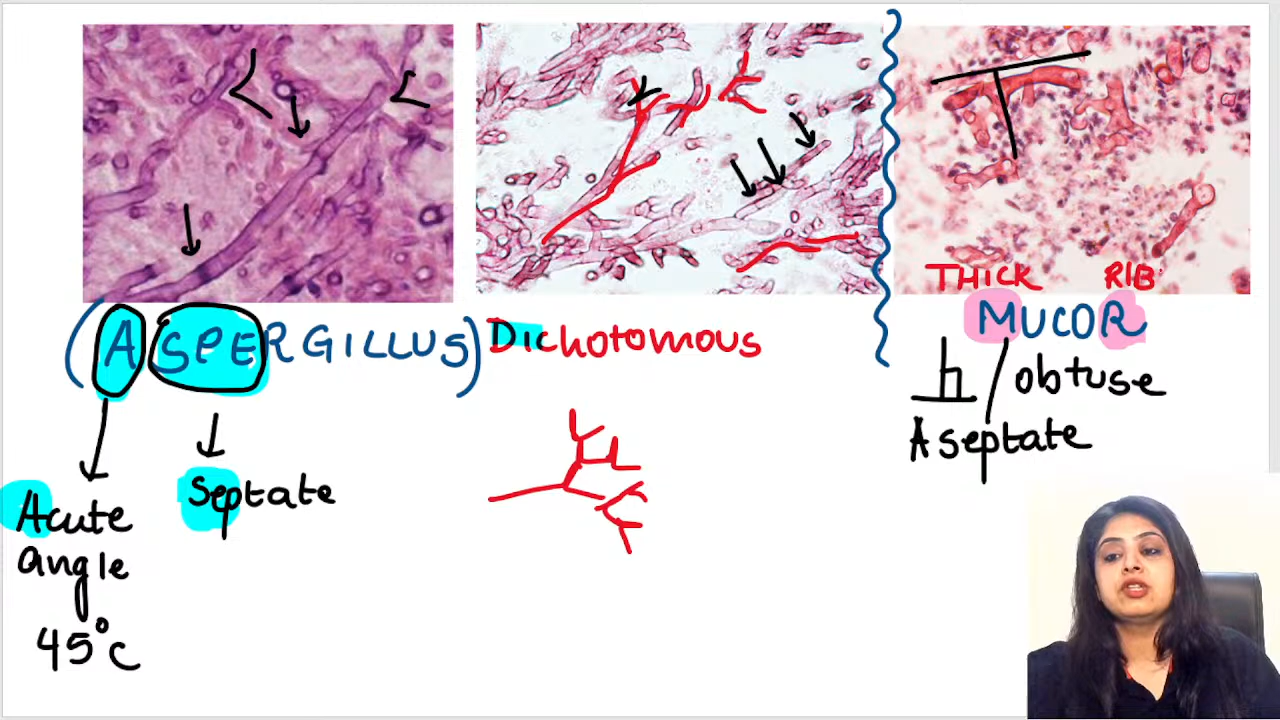 THICK RIB
(ASPERGILLUS) Dichotomous
MUCOR
h/obtuse
Aseptate
Septate
Acute
angle
45°C